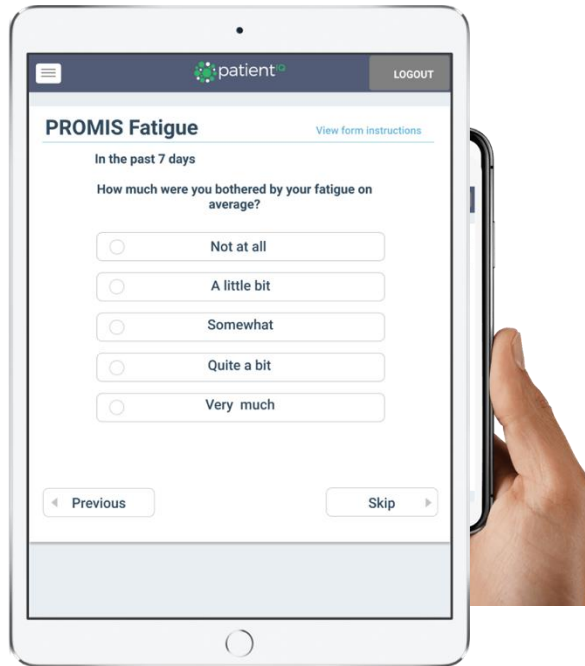 patientIQ
LOGOUT
PROMIS Fatigue
View form instructions
In the past 7 days
How much were you bothered by your fatigue on
average?
Not at all
A little bit
Somewhat
Quite a bit
Very much
Previous
Skip